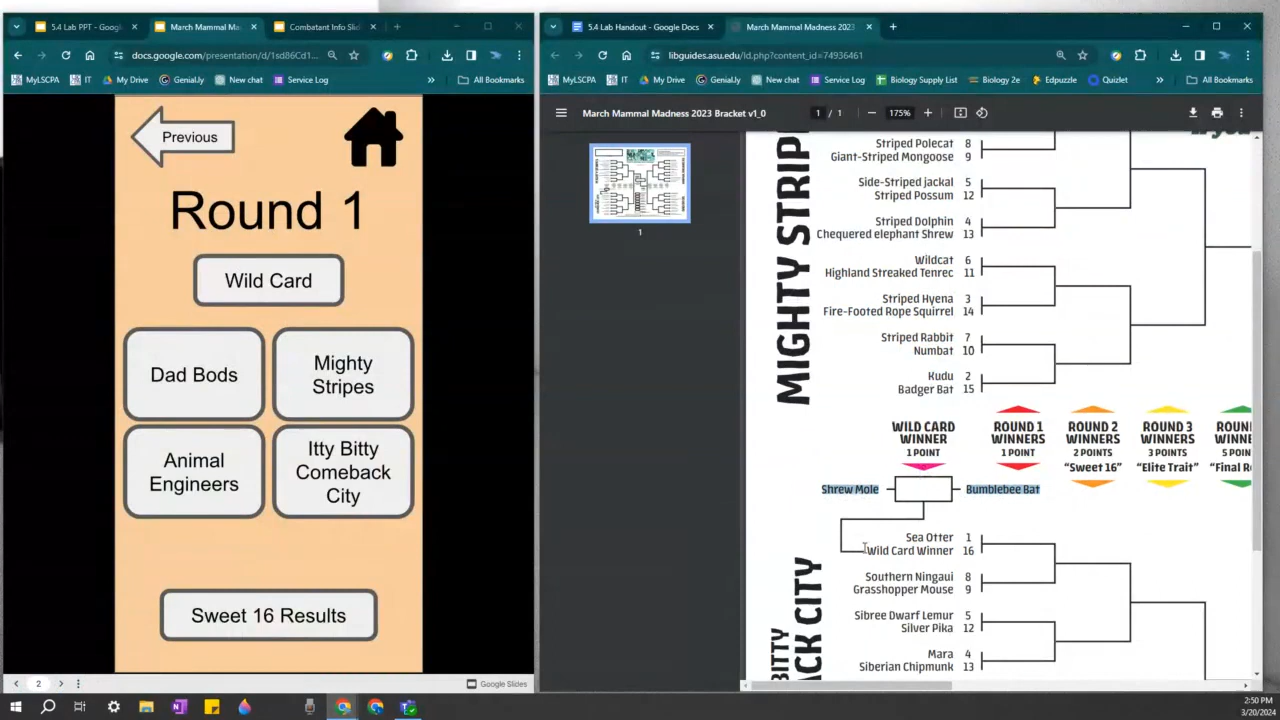 5.4 Lab PPT - Google
March Mammal Ma
Combatant Info Slid
docs.google.com/presentation/d/1sd86Cd1
MyLSCPA
IT
My Drive
Genial.ly
New chat
Service Log
All Bookmarks
Previous
Round 1
Wild Card
Dad Bods
Mighty
Stripes
Animal
Engineers
Itty Bitty
Comeback
City
Sweet 16 Results
2
Google Slides
5.4 Lab Handout - Google Docs
March Mammal Madness 2023
libguides.asu.edu/ld.php?content_id=74936461
MyLSCPA
IT
My Drive
Genial.ly
New chat
Service Log
Biology Supply List
Biology 2e
Edpuzzle
Quizlet
All Bookmarks
March Mammal Madness 2023 Bracket v1_0
1 / 1
175%
1
MIGHTY STRIP
Striped Polecat 8
Giant-Striped Mongoose 9
Side-Striped jackal 5
Striped Possum 12
Striped Dolphin 4
Chequered elephant Shrew 13
Wildcat 6
Highland Streaked Tenrec 11
Striped Hyena 3
Fire-Footed Rope Squirrel 14
Striped Rabbit 7
Numbat 10
Kudu 2
Badger Bat 15
WILD CARD
WINNER
1 POINT
ROUND 1
WINNERS
1 POINT
ROUND 2
WINNERS
2 POINTS
"Sweet 16"
ROUND 3
WINNERS
3 POINTS
"Elite Trait"
ROUN
WINN
5 POIN
"Final R
Shrew Mole
Bumblebee Bat
Sea Otter 1
Wild Card Winner 16
Southern Ningaui 8
Grasshopper Mouse 9
Sibree Dwarf Lemur 5
Silver Pika 12
Mara 4
Siberian Chipmunk 13
BITTY
ACK CITY
2:50 PM
3/20/2024